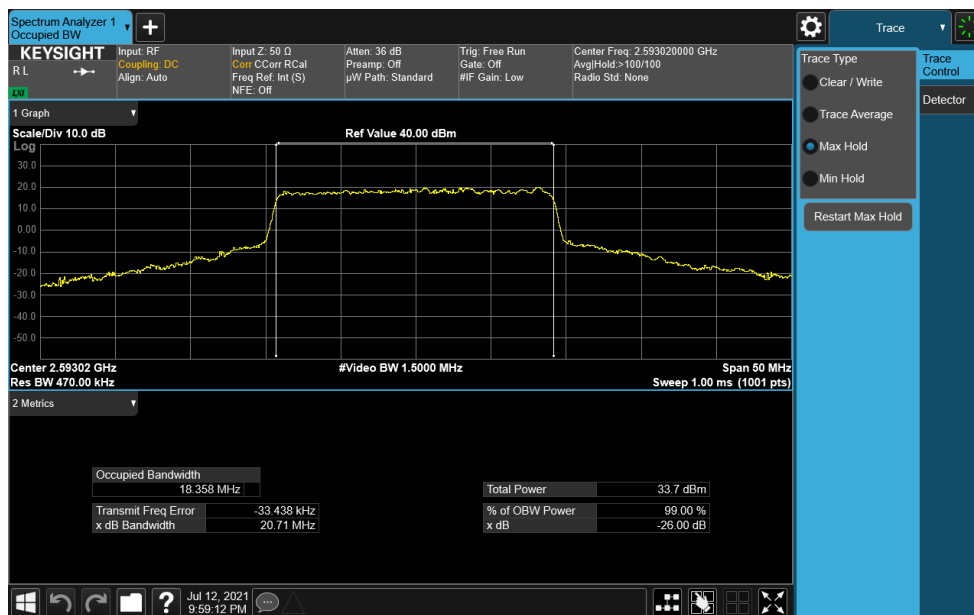 Spectrum Analyzer 1
Occupied BW
+
Trace
KEYSIGHT
R L
LXI
Input: RF
Coupling: DC
Align: Auto
Input Z: 50 Ω
Corr CCorr RCal
Freq Ref: Int (S)
NFE: Off
Atten: 36 dB
Preamp: Off
µW Path: Standard
Trig: Free Run
Gate: Off
#IF Gain: Low
Center Freq: 2.593020000 GHz
Avg|Hold:>100/100
Radio Std: None
Trace Type
Clear / Write
Trace Average
Max Hold
Min Hold
Restart Max Hold
Trace
Control
Detector
1 Graph
Scale/Div 10.0 dB
Ref Value 40.00 dBm
Log
30.0
20.0
10.0
0.00
-10.0
-20.0
-30.0
-40.0
-50.0
Center 2.59302 GHz
#Video BW 1.5000 MHz
Span 50 MHz
Res BW 470.00 kHz
Sweep 1.00 ms (1001 pts)
2 Metrics
Occupied Bandwidth
18.358 MHz
Total Power 33.7 dBm
Transmit Freq Error -33.438 kHz
% of OBW Power 99.00 %
x dB Bandwidth 20.71 MHz
x dB -26.00 dB
?
Jul 12, 2021
9:59:12 PM